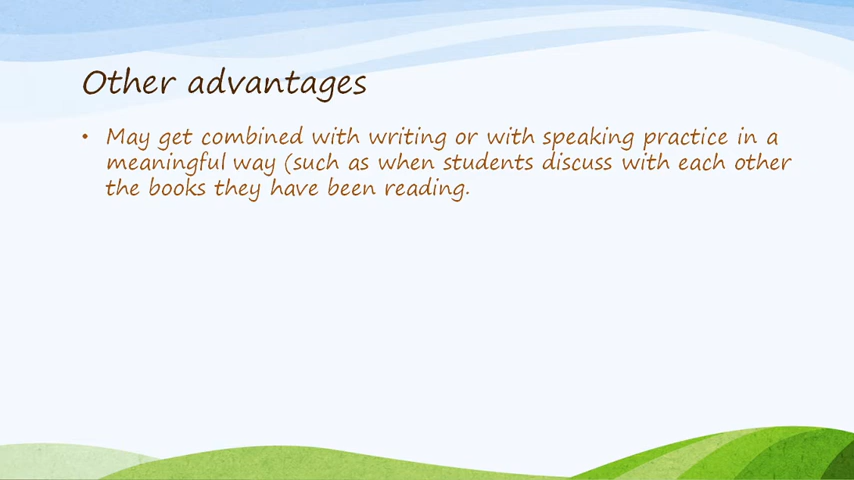 Other advantages
• May get combined with writing or with speaking practice in a
meaningful way (such as when students discuss with each other
the books they have been reading.